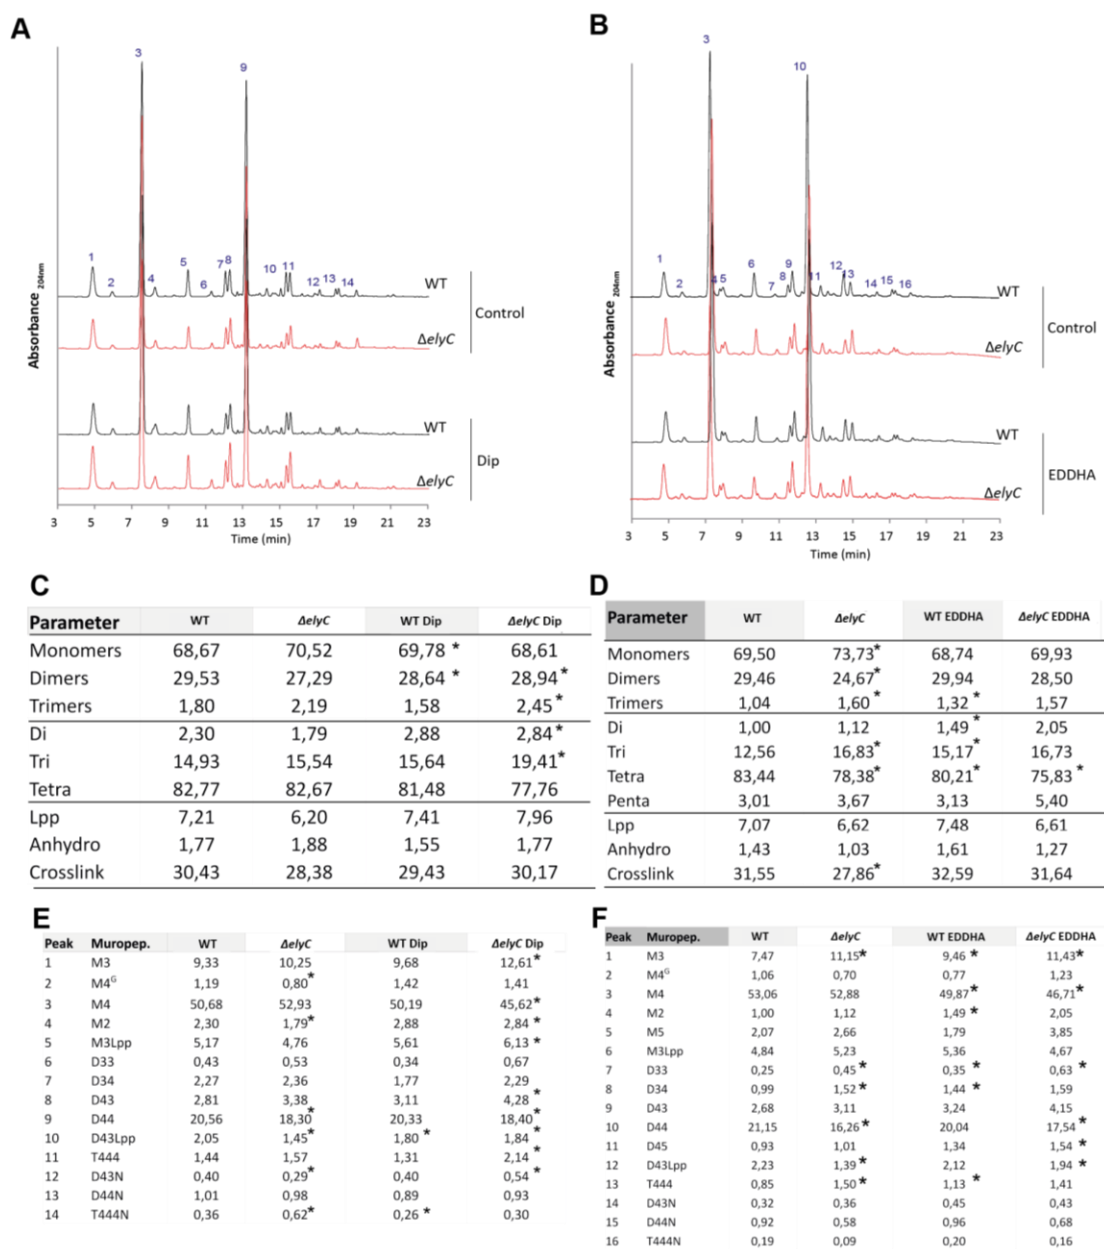 A
3
9
1
2
4
5
6
7
8
10
11
12
13
14
WT
ΔelyC
Control
WT
ΔelyC
Dip
Absorbance 204nm
3 5 7 9 11 13 15 17 19 21 23
Time (min)
B
3
10
1
2
4 5
6
7
8
9
11
12
13
14
15
16
WT
ΔelyC
Control
WT
ΔelyC
EDDHA
Absorbance 204nm
3 5 7 9 11 13 15 17 19 21 23
Time (min)
C
Parameter WT ΔelyC WT Dip ΔelyC Dip
Monomers 68,67 70,52 69,78 * 68,61
Dimers 29,53 27,29 28,64 * 28,94*
Trimers 1,80 2,19 1,58 2,45*
Di 2,30 1,79 2,88 2,84*
Tri 14,93 15,54 15,64 19,41*
Tetra 82,77 82,67 81,48 77,76
Lpp 7,21 6,20 7,41 7,96
Anhydro 1,77 1,88 1,55 1,77
Crosslink 30,43 28,38 29,43 30,17
D
Parameter WT ΔelyC WT EDDHA ΔelyC EDDHA
Monomers 69,50 73,73* 68,74 69,93
Dimers 29,46 24,67* 29,94 28,50
Trimers 1,04 1,60* 1,32* 1,57
Di 1,00 1,12 1,49* 2,05
Tri 12,56 16,83* 15,17* 16,73
Tetra 83,44 78,38* 80,21* 75,83 *
Penta 3,01 3,67 3,13 5,40
Lpp 7,07 6,62 7,48 6,61
Anhydro 1,43 1,03 1,61 1,27
Crosslink 31,55 27,86* 32,59 31,64
E
Peak Muropep. WT ΔelyC WT Dip ΔelyC Dip
1 M3 9,33 10,25 9,68 12,61*
2 M4G 1,19 0,80* 1,42 1,41
3 M4 50,68 52,93 50,19 45,62*
4 M2 2,30 1,79* 2,88 2,84*
5 M3Lpp 5,17 4,76 5,61 6,13*
6 D33 0,43 0,53 0,34 0,67
7 D34 2,27 2,36 1,77 2,29
8 D43 2,81 3,38 3,11 4,28*
9 D44 20,56 18,30* 20,33 18,40*
10 D43Lpp 2,05 1,45* 1,80* 1,84*
11 T444 1,44 1,57 1,31 2,14*
12 D43N 0,40 0,29* 0,40 0,54*
13 D44N 1,01 0,98 0,89 0,93
14 T444N 0,36 0,62* 0,26* 0,30
F
Peak Muropep. WT ΔelyC WT EDDHA ΔelyC EDDHA
1 M3 7,47 11,15* 9,46* 11,43*
2 M4G 1,06 0,70 0,77 1,23
3 M4 53,06 52,88 49,87* 46,71*
4 M2 1,00 1,12 1,49* 2,05
5 M5 2,07 2,66 1,79 3,85
6 M3Lpp 4,84 5,23 5,36 4,67
7 D33 0,25 0,45* 0,35* 0,63*
8 D34 0,99 1,52* 1,44* 1,59
9 D43 2,68 3,11 3,24 4,15
10 D44 21,15 16,26* 20,04 17,54*
11 D45 0,93 1,01 1,34 1,54*
12 D43Lpp 2,23 1,39* 2,12 1,94*
13 T444 0,85 1,50* 1,13* 1,41
14 D43N 0,32 0,36 0,45 0,43
15 D44N 0,92 0,58 0,96 0,68
16 T444N 0,19 0,09 0,20 0,16